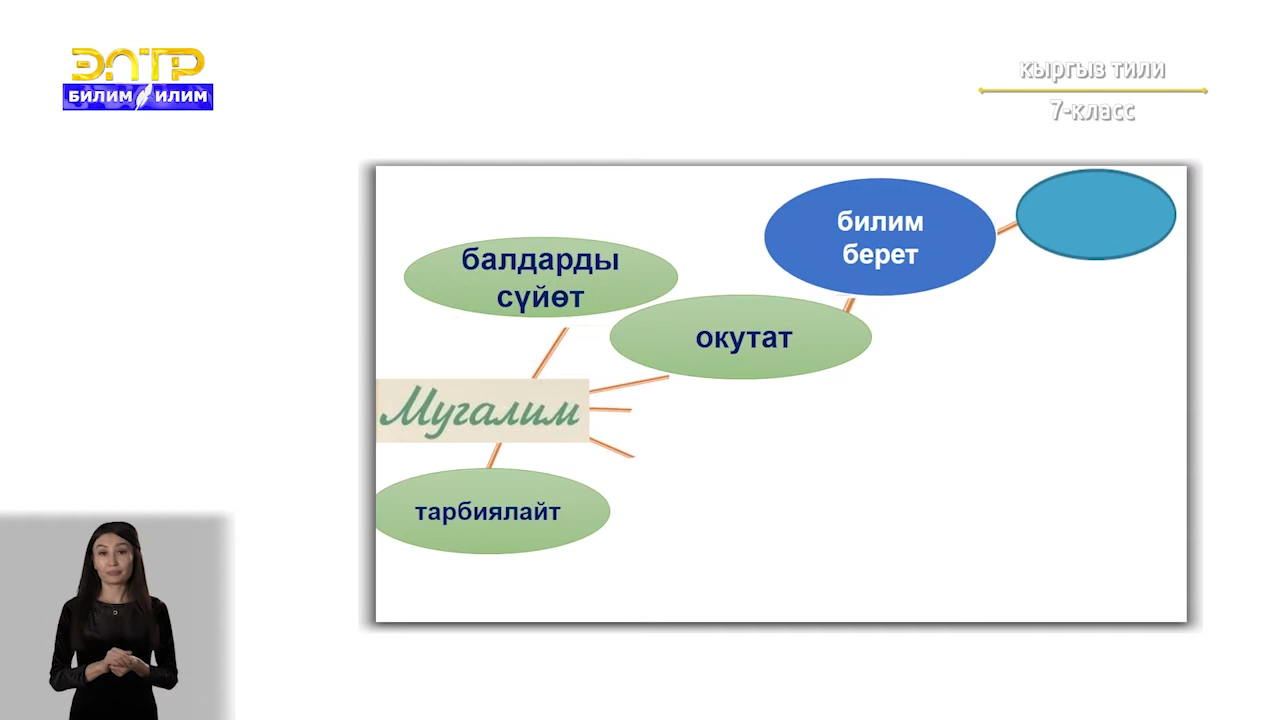 ЭЛТР
БИЛИМ ИЛИМ
кыргыз тили
7-класс
билим
берет
балдарды
сүйөт
окутат
Мугалим
тарбиялайт